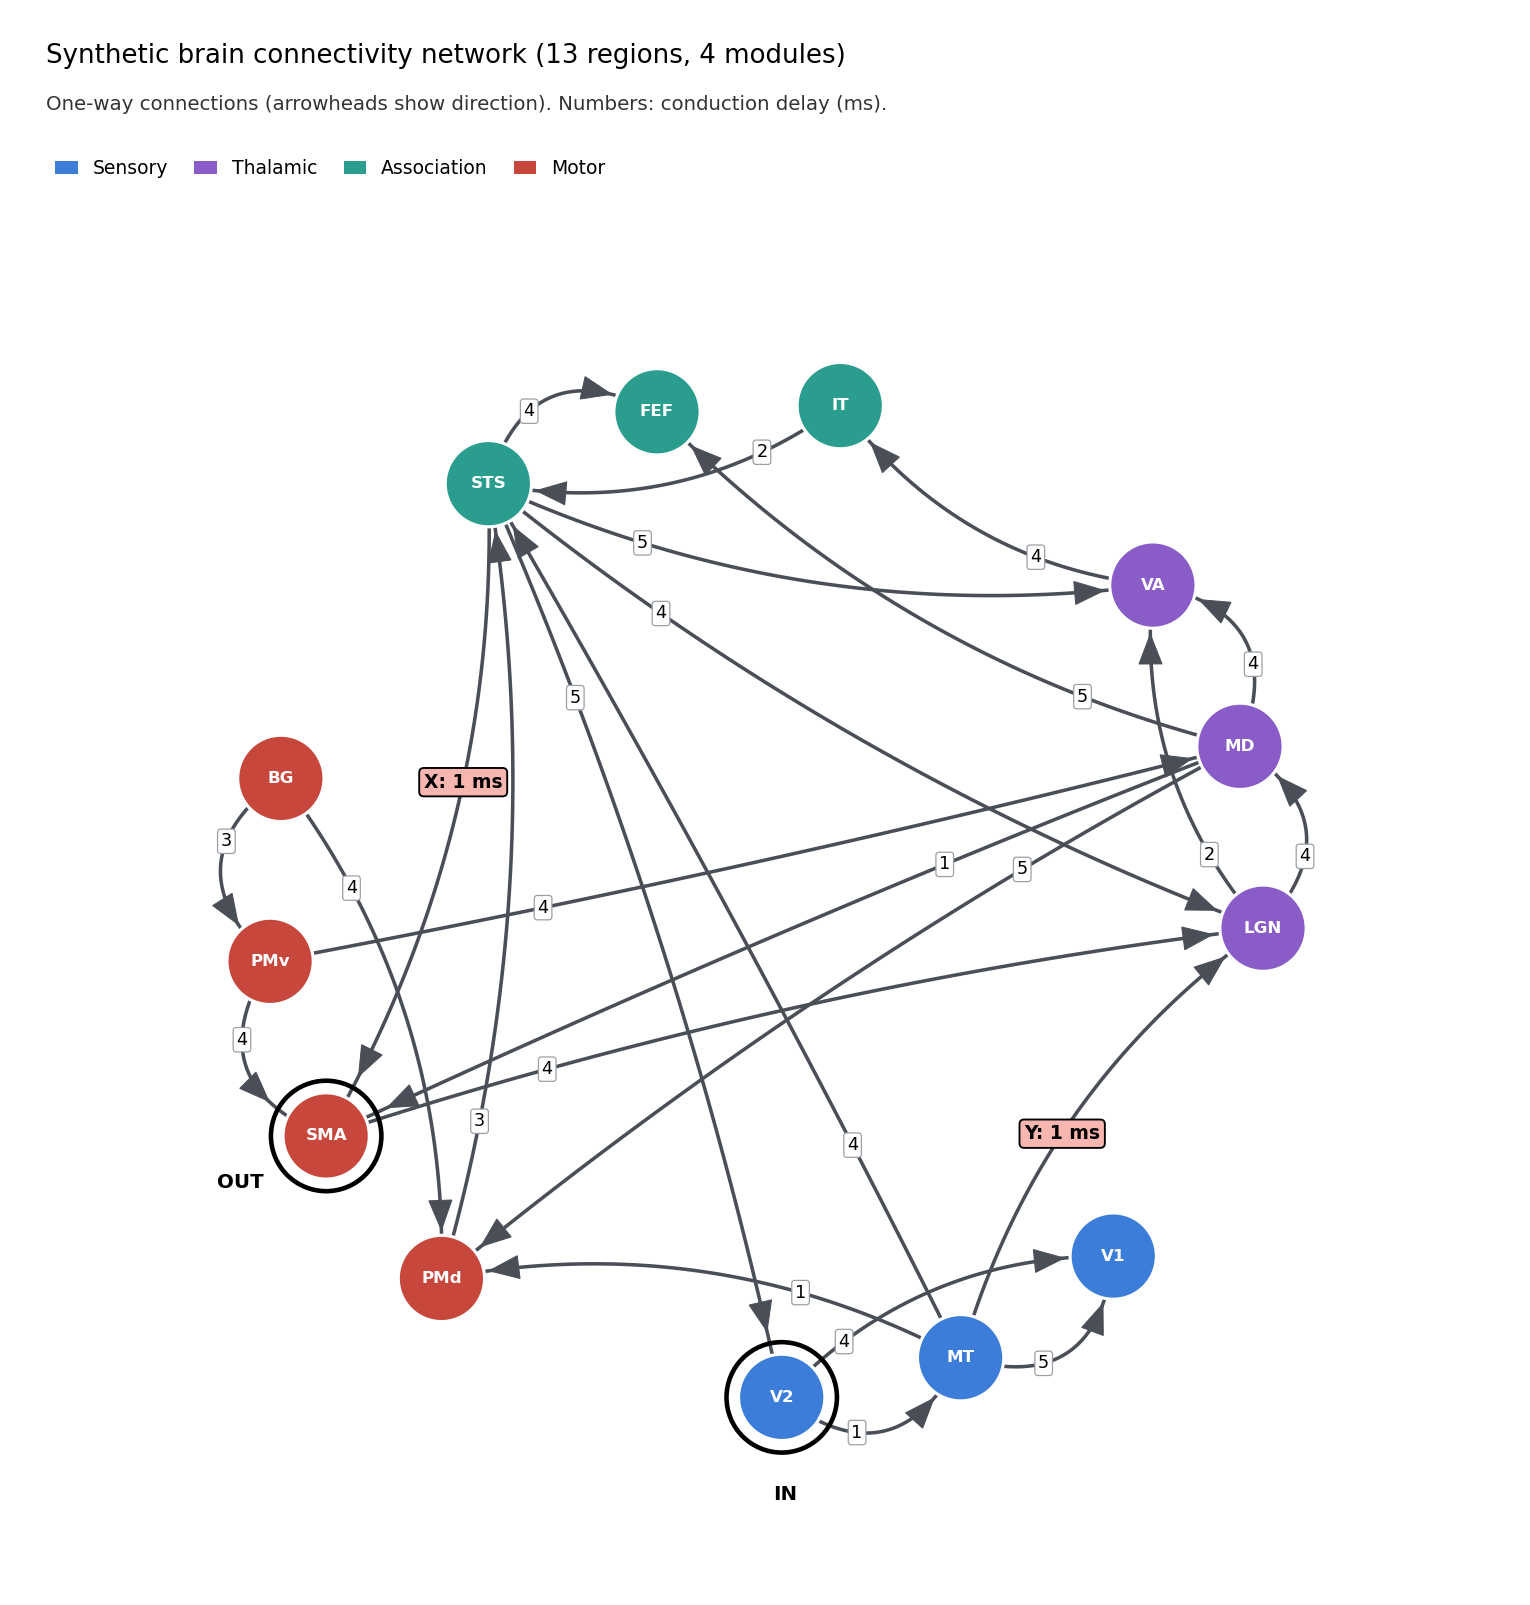 Synthetic brain connectivity network (13 regions, 4 modules)
One-way connections (arrowheads show direction). Numbers: conduction delay (ms).
Sensory Thalamic Association Motor
IT
FEF
4
2
STS
5
4
VA
4
4
5
5
MD
BG
X: 1 ms
3
2
4
1
5
4
4
LGN
PMv
4
4
3
Y: 1 ms
SMA
4
OUT
V1
PMd
1
4
MT
5
V2
1
IN